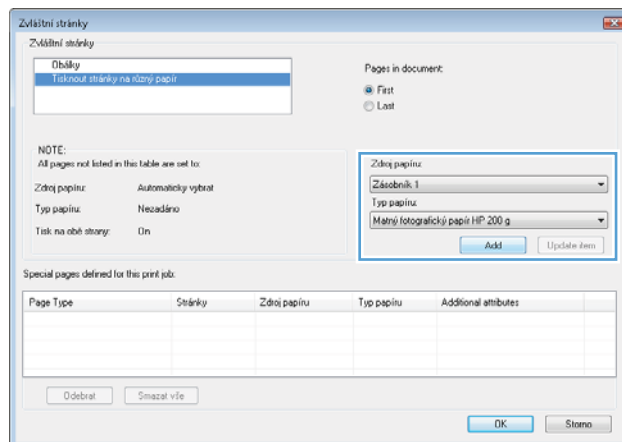 Zvláštní stránky
Zvláštní stránky
Obálky
Tisknout stránky na různý papír
Pages in document:
First
Last
NOTE:
All pages not listed in this table are set to:
Zdroj papíru: Automaticky vybrat
Typ papíru: Nezadáno
Tisk na obě strany: On
Zdroj papíru:
Zásobník 1
Typ papíru:
Matný fotografický papír HP 200 g
Add Update item
Special pages defined for this print job:
Page Type Stránky Zdroj papíru Typ papíru Additional attributes
Odebrat Smazat vše
OK Storno